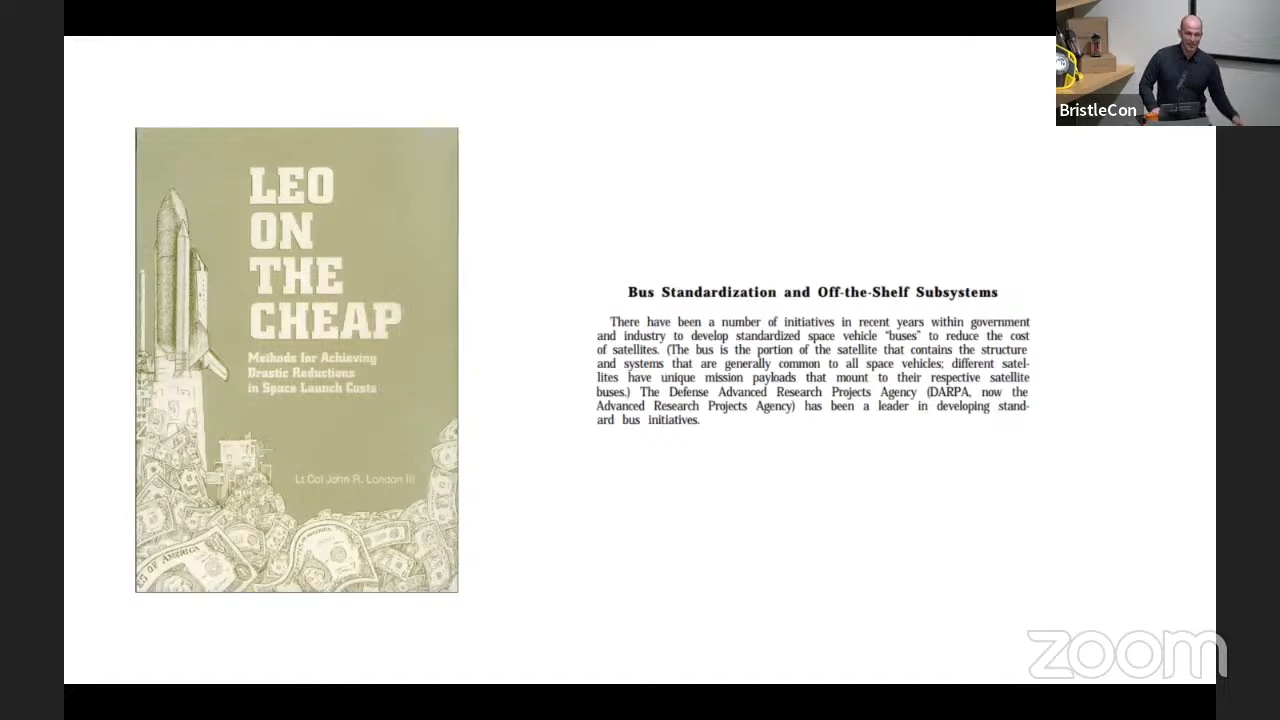 BristleCon
LEO
ON
THE
CHEAP
Methods for Achieving
Drastic Reductions
in Space Launch Costs
Lt Col John R. London III
OF AMERICA
Bus Standardization and Off-the-Shelf Subsystems
There have been a number of initiatives in recent years within government
and industry to develop standardized space vehicle “buses” to reduce the cost
of satellites. (The bus is the portion of the satellite that contains the structure
and systems that are generally common to all space vehicles; different satel-
lites have unique mission payloads that mount to their respective satellite
buses.) The Defense Advanced Research Projects Agency (DARPA, now the
Advanced Research Projects Agency) has been a leader in developing stand-
ard bus initiatives.
zoom